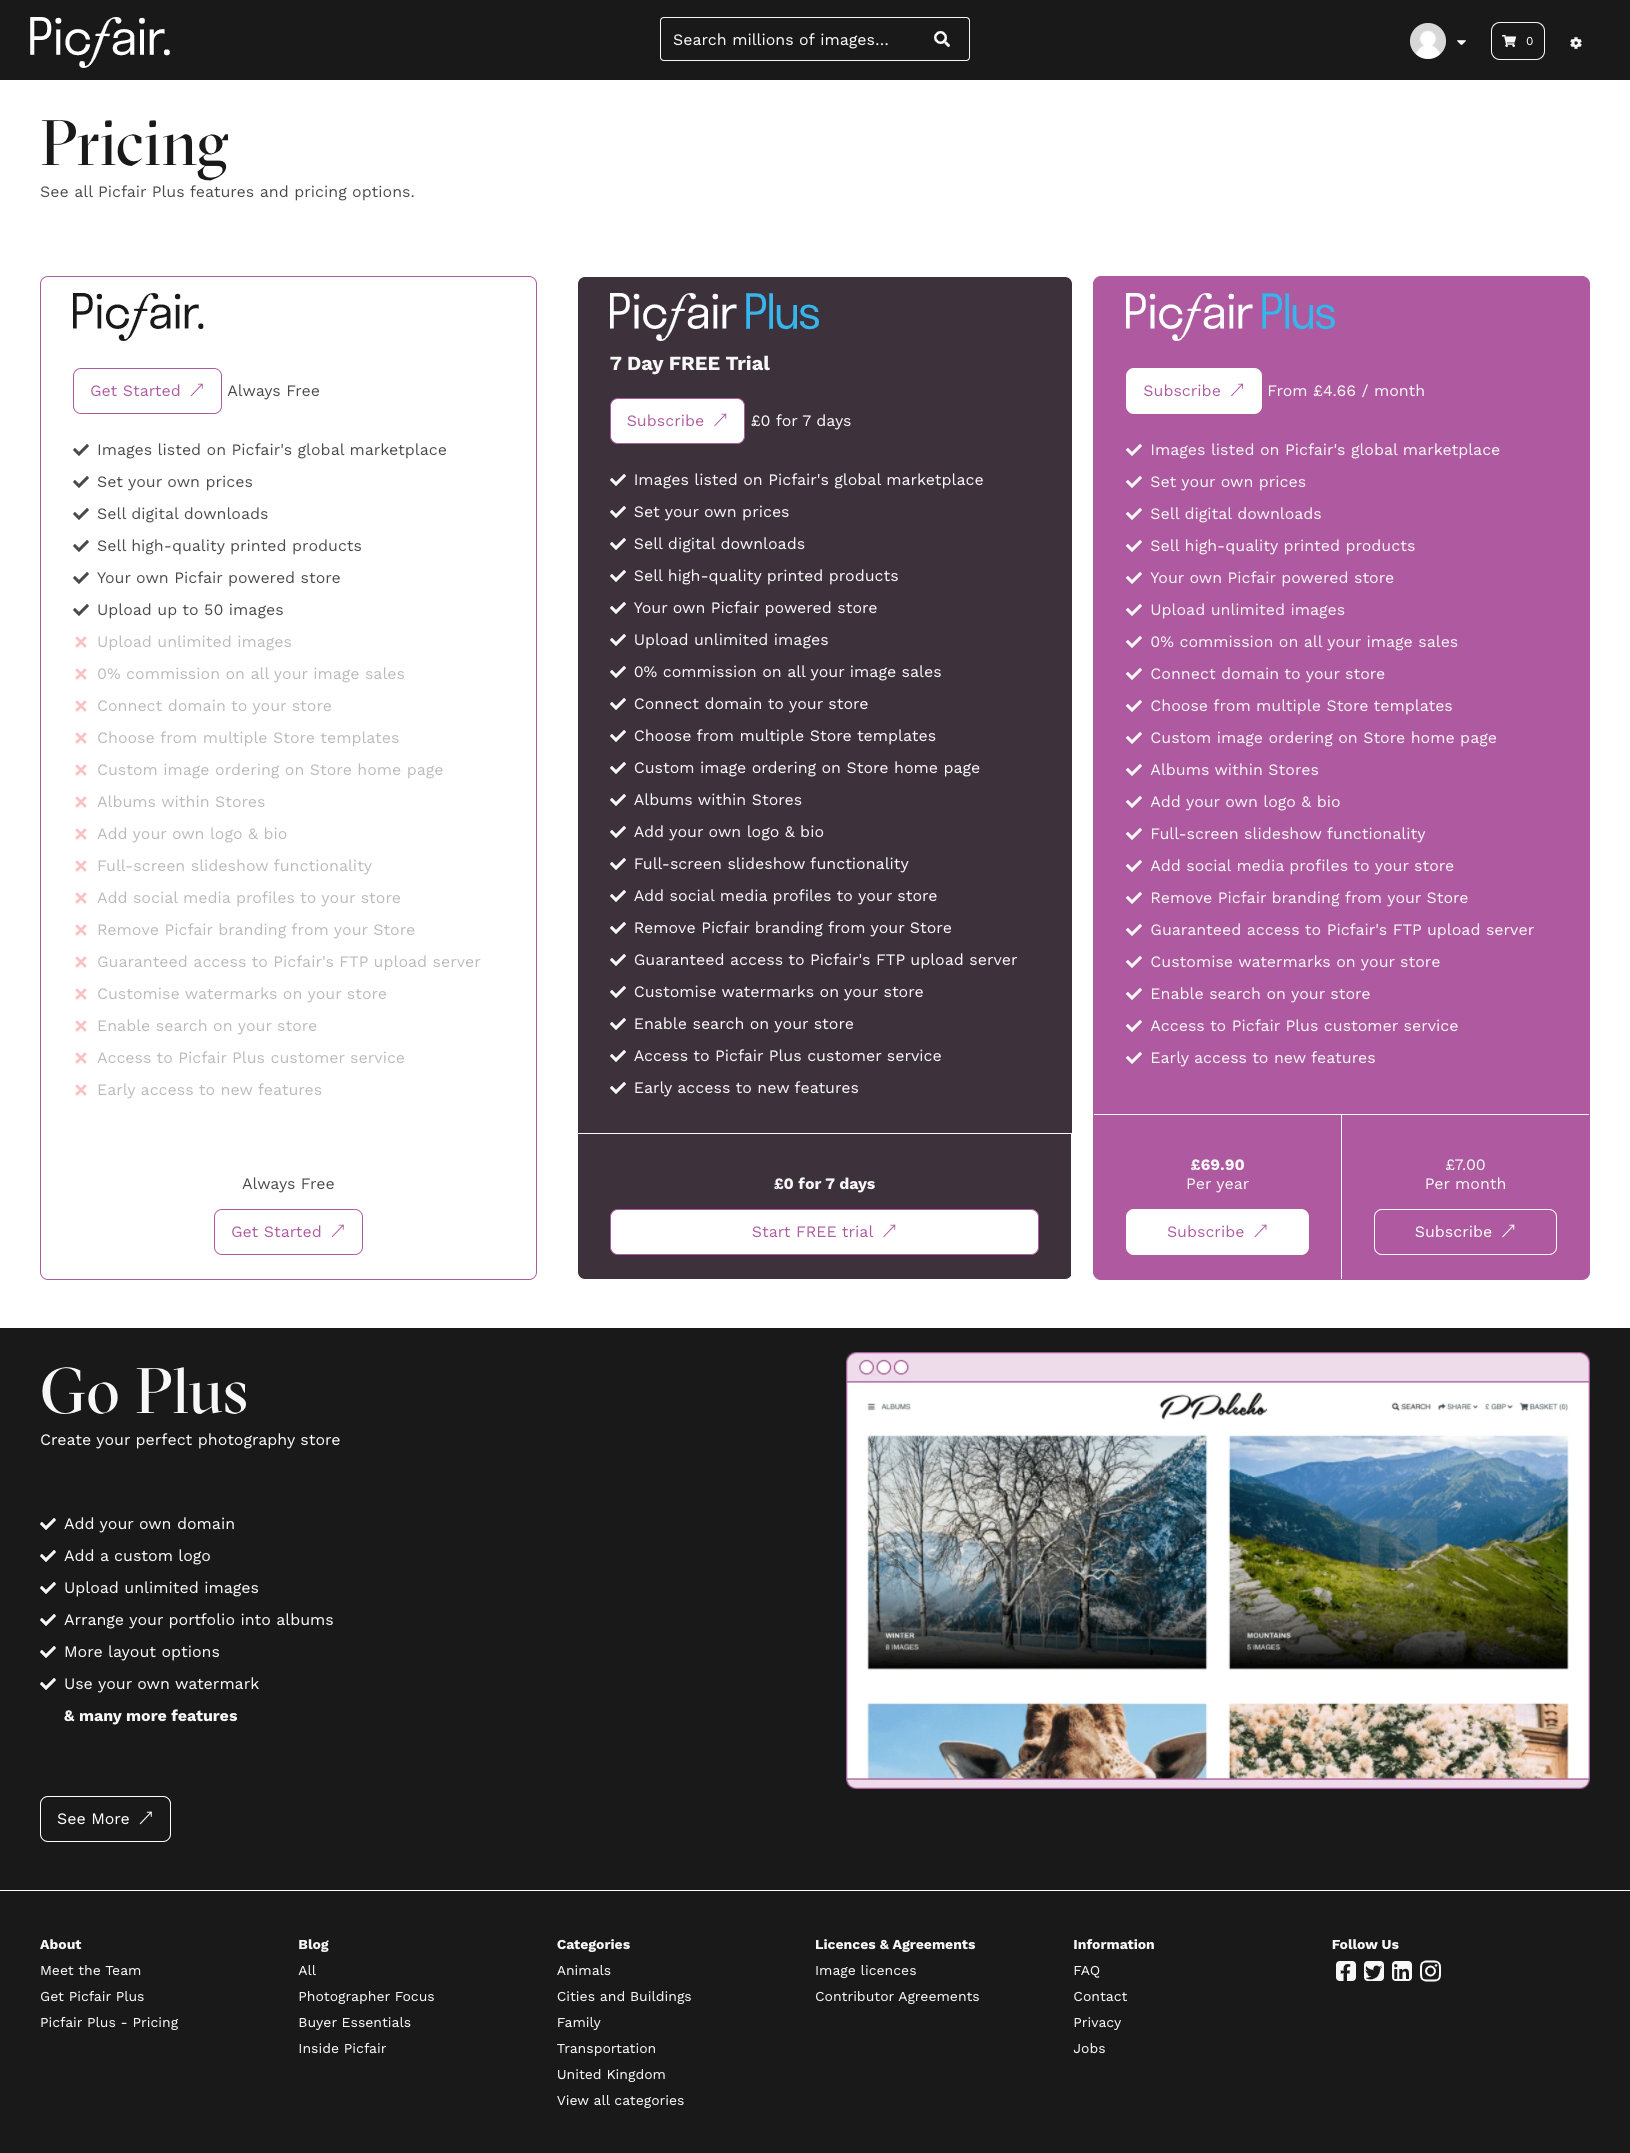 Picfair.
Search millions of images...
0
Pricing
See all Picfair Plus features and pricing options.
Picfair.
Get Started
Always Free
Images listed on Picfair's global marketplace
Set your own prices
Sell digital downloads
Sell high-quality printed products
Your own Picfair powered store
Upload up to 50 images
Upload unlimited images
0% commission on all your image sales
Connect domain to your store
Choose from multiple Store templates
Custom image ordering on Store home page
Albums within Stores
Add your own logo & bio
Full-screen slideshow functionality
Add social media profiles to your store
Remove Picfair branding from your Store
Guaranteed access to Picfair's FTP upload server
Customise watermarks on your store
Enable search on your store
Access to Picfair Plus customer service
Early access to new features
Always Free
Get Started
Picfair Plus
7 Day FREE Trial
Subscribe
£0 for 7 days
Images listed on Picfair's global marketplace
Set your own prices
Sell digital downloads
Sell high-quality printed products
Your own Picfair powered store
Upload unlimited images
0% commission on all your image sales
Connect domain to your store
Choose from multiple Store templates
Custom image ordering on Store home page
Albums within Stores
Add your own logo & bio
Full-screen slideshow functionality
Add social media profiles to your store
Remove Picfair branding from your Store
Guaranteed access to Picfair's FTP upload server
Customise watermarks on your store
Enable search on your store
Access to Picfair Plus customer service
Early access to new features
£0 for 7 days
Start FREE trial
Picfair Plus
Subscribe
From £4.66 / month
Images listed on Picfair's global marketplace
Set your own prices
Sell digital downloads
Sell high-quality printed products
Your own Picfair powered store
Upload unlimited images
0% commission on all your image sales
Connect domain to your store
Choose from multiple Store templates
Custom image ordering on Store home page
Albums within Stores
Add your own logo & bio
Full-screen slideshow functionality
Add social media profiles to your store
Remove Picfair branding from your Store
Guaranteed access to Picfair's FTP upload server
Customise watermarks on your store
Enable search on your store
Access to Picfair Plus customer service
Early access to new features
£69.90
Per year
Subscribe
£7.00
Per month
Subscribe
Go Plus
Create your perfect photography store
Add your own domain
Add a custom logo
Upload unlimited images
Arrange your portfolio into albums
More layout options
Use your own watermark
& many more features
See More
ALBUMS
SEARCH SHARE £ GBP BASKET (0)
WINTER
8 IMAGES
MOUNTAINS
5 IMAGES
About
Meet the Team
Get Picfair Plus
Picfair Plus - Pricing
Blog
All
Photographer Focus
Buyer Essentials
Inside Picfair
Categories
Animals
Cities and Buildings
Family
Transportation
United Kingdom
View all categories
Licences & Agreements
Image licences
Contributor Agreements
Information
FAQ
Contact
Privacy
Jobs
Follow Us